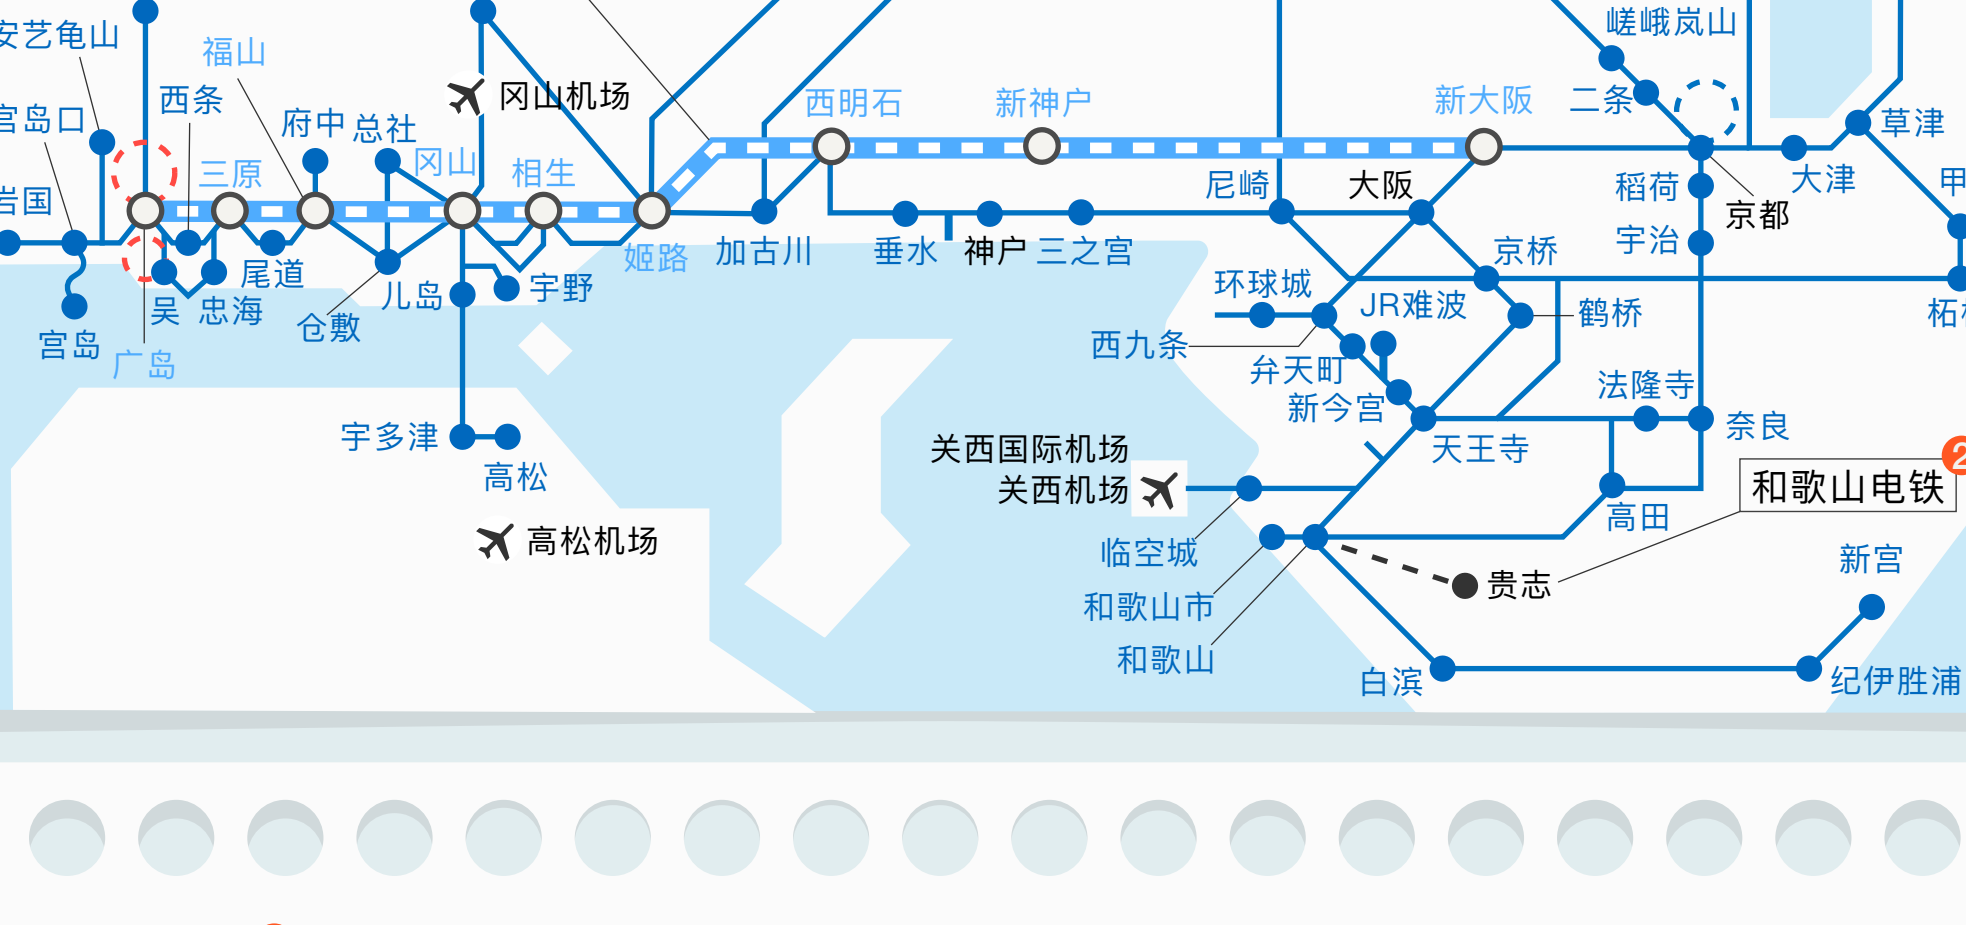 嵯峨岚山
安艺龟山
福山
冈山机场
西条
西明石
新神户
新大阪
二条
宫岛口
府中
总社
草津
三原
冈山
相生
尼崎
大阪
稻荷
大津
岩国
京都
加古川
垂水
神户
三之宫
京桥
宇治
姬路
尾道
宇野
环球城
吴
忠海
仓敷
儿岛
JR难波
鹤桥
宫岛
广岛
西九条
弁天町
法隆寺
新今宫
宇多津
关西国际机场
天王寺
奈良
高松
关西机场
和歌山电铁
2
高田
高松机场
临空城
新宫
贵志
和歌山市
和歌山
白滨
纪伊胜浦